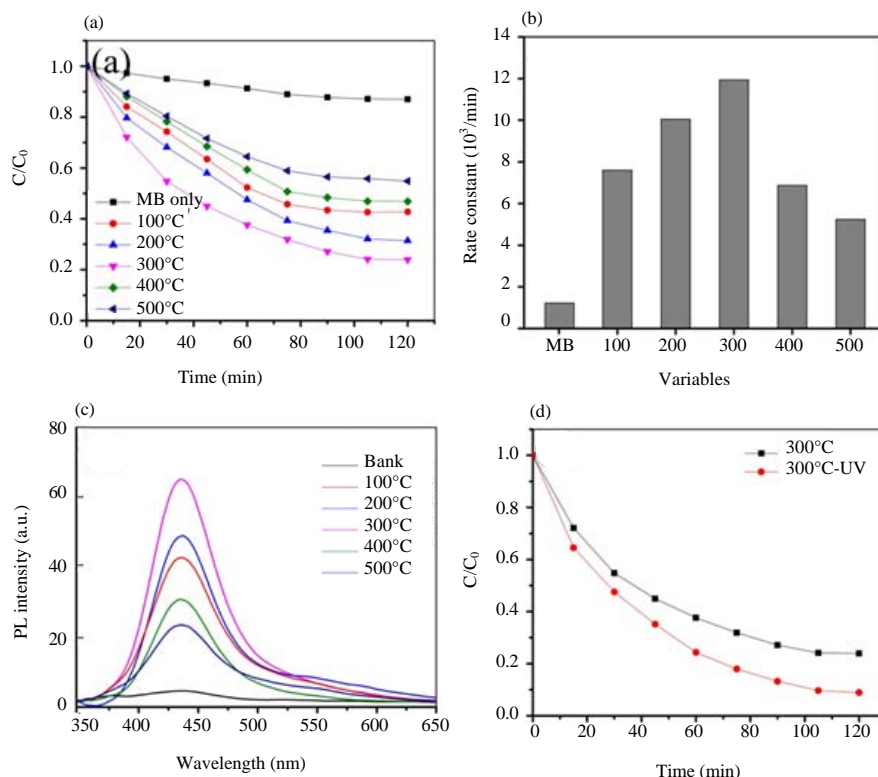 (a)
(a)
C/C₀
1.0
0.8
0.6
0.4
0.2
0.0
MB only
100°C
200°C
300°C
400°C
500°C
0 20 40 60 80 100 120
Time (min)
(b)
Rate constant (10³/min)
14
12
10
8
6
4
2
0
MB 100 200 300 400 500
Variables
(c)
PL intensity (a.u.)
80
60
40
20
0
Bank
100°C
200°C
300°C
400°C
500°C
350 400 450 500 550 600 650
Wavelength (nm)
(d)
C/C₀
1.0
0.8
0.6
0.4
0.2
0.0
300°C
300°C-UV
0 20 40 60 80 100 120
Time (min)